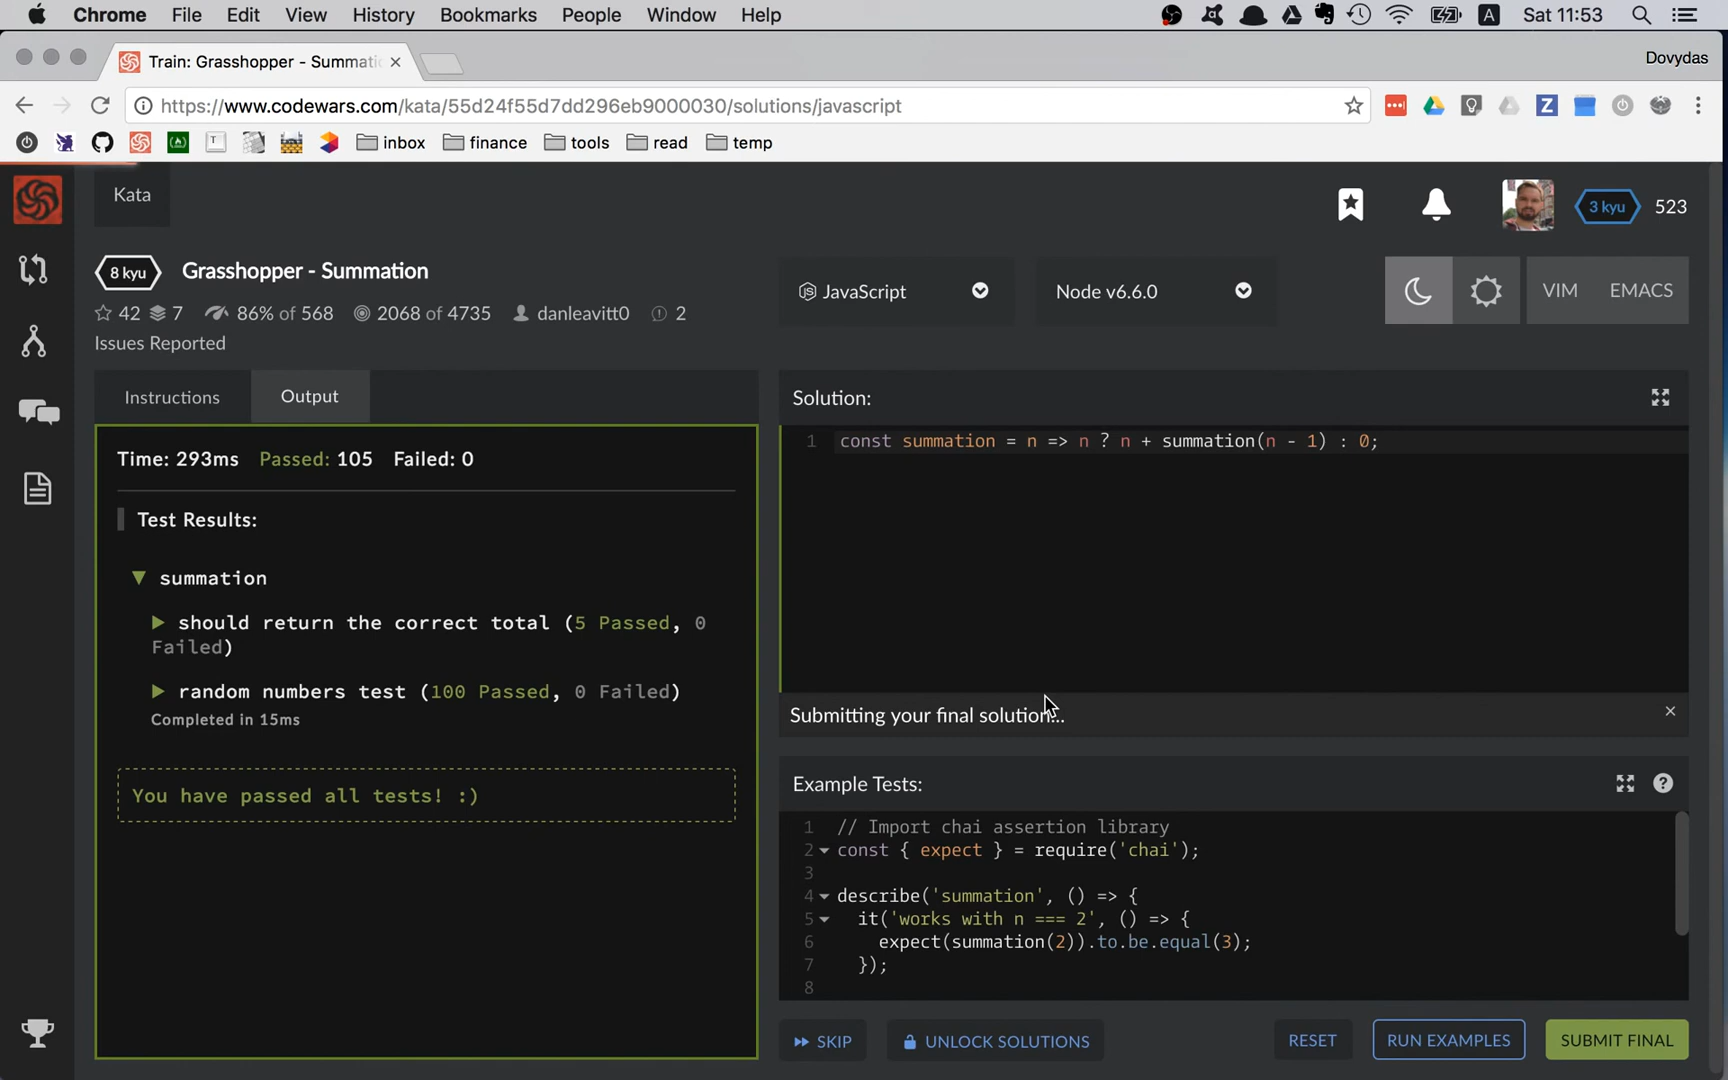 Chrome File Edit View History Bookmarks People Window Help A Sat 11:53
Train: Grasshopper - Summati
Dovydas
https://www.codewars.com/kata/55d24f55d7dd296eb9000030/solutions/javascript
Z
T inbox finance tools read temp
Kata
3 kyu 523
8 kyu Grasshopper - Summation
JavaScript
Node v6.6.0
VIM EMACS
42 7 86% of 568 2068 of 4735 danleavitt0 2
Issues Reported
Instructions Output
Solution:
Time: 293ms Passed: 105 Failed: 0
1 const summation = n => n ? n + summation(n - 1) : 0;
Test Results:
summation
should return the correct total (5 Passed, 0
Failed)
random numbers test (100 Passed, 0 Failed)
Completed in 15ms
You have passed all tests! :)
Submitting your final solution...
Example Tests:
1 // Import chai assertion library
2 const { expect } = require('chai');
3
4 describe('summation', () => {
5 it('works with n === 2', () => {
6 expect(summation(2)).to.be.equal(3);
7 });
8
SKIP UNLOCK SOLUTIONS RESET RUN EXAMPLES SUBMIT FINAL